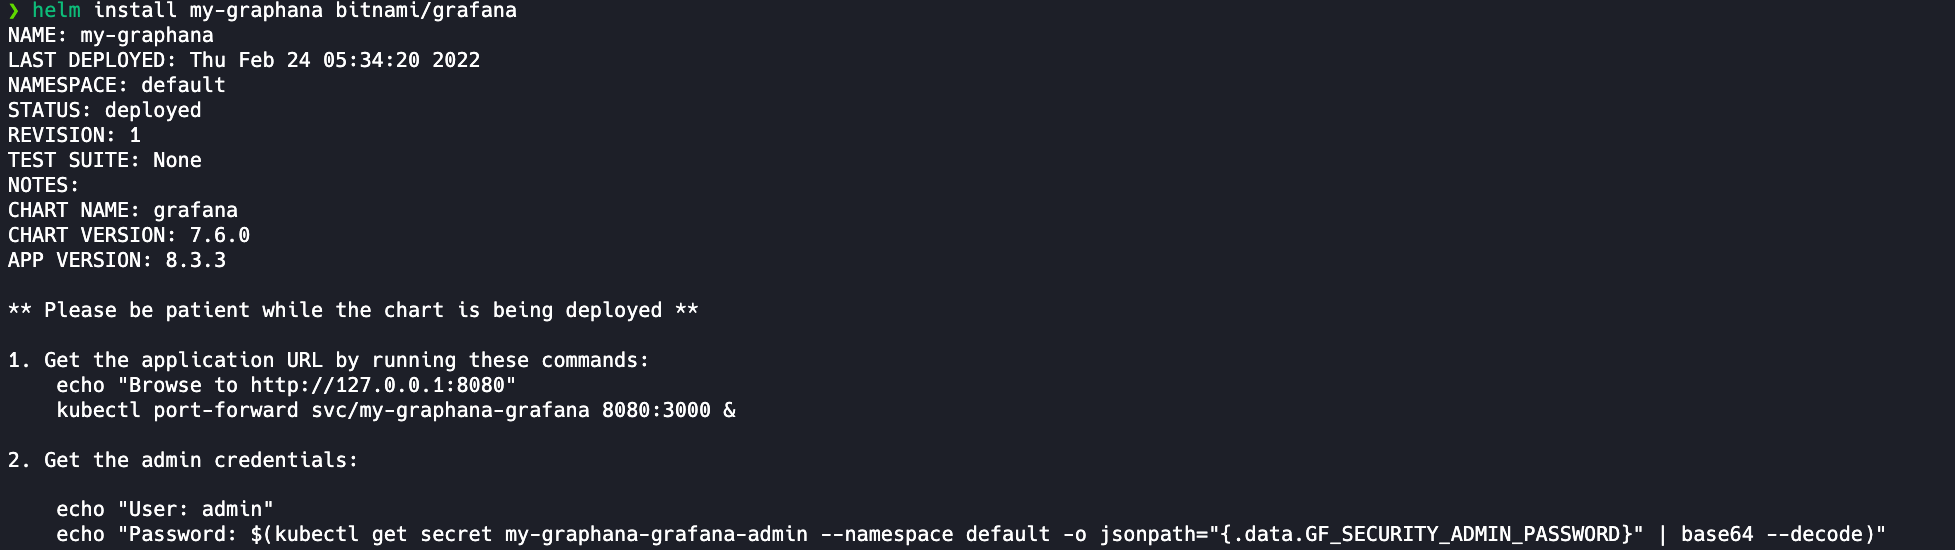 ❯ helm install my-graphana bitnami/grafana
NAME: my-graphana
LAST DEPLOYED: Thu Feb 24 05:34:20 2022
NAMESPACE: default
STATUS: deployed
REVISION: 1
TEST SUITE: None
NOTES:
CHART NAME: grafana
CHART VERSION: 7.6.0
APP VERSION: 8.3.3
** Please be patient while the chart is being deployed **
1. Get the application URL by running these commands:
echo "Browse to http://127.0.0.1:8080"
kubectl port-forward svc/my-graphana-grafana 8080:3000 &
2. Get the admin credentials:
echo "User: admin"
echo "Password: $(kubectl get secret my-graphana-grafana-admin --namespace default -o jsonpath="{.data.GF_SECURITY_ADMIN_PASSWORD}" | base64 --decode)"